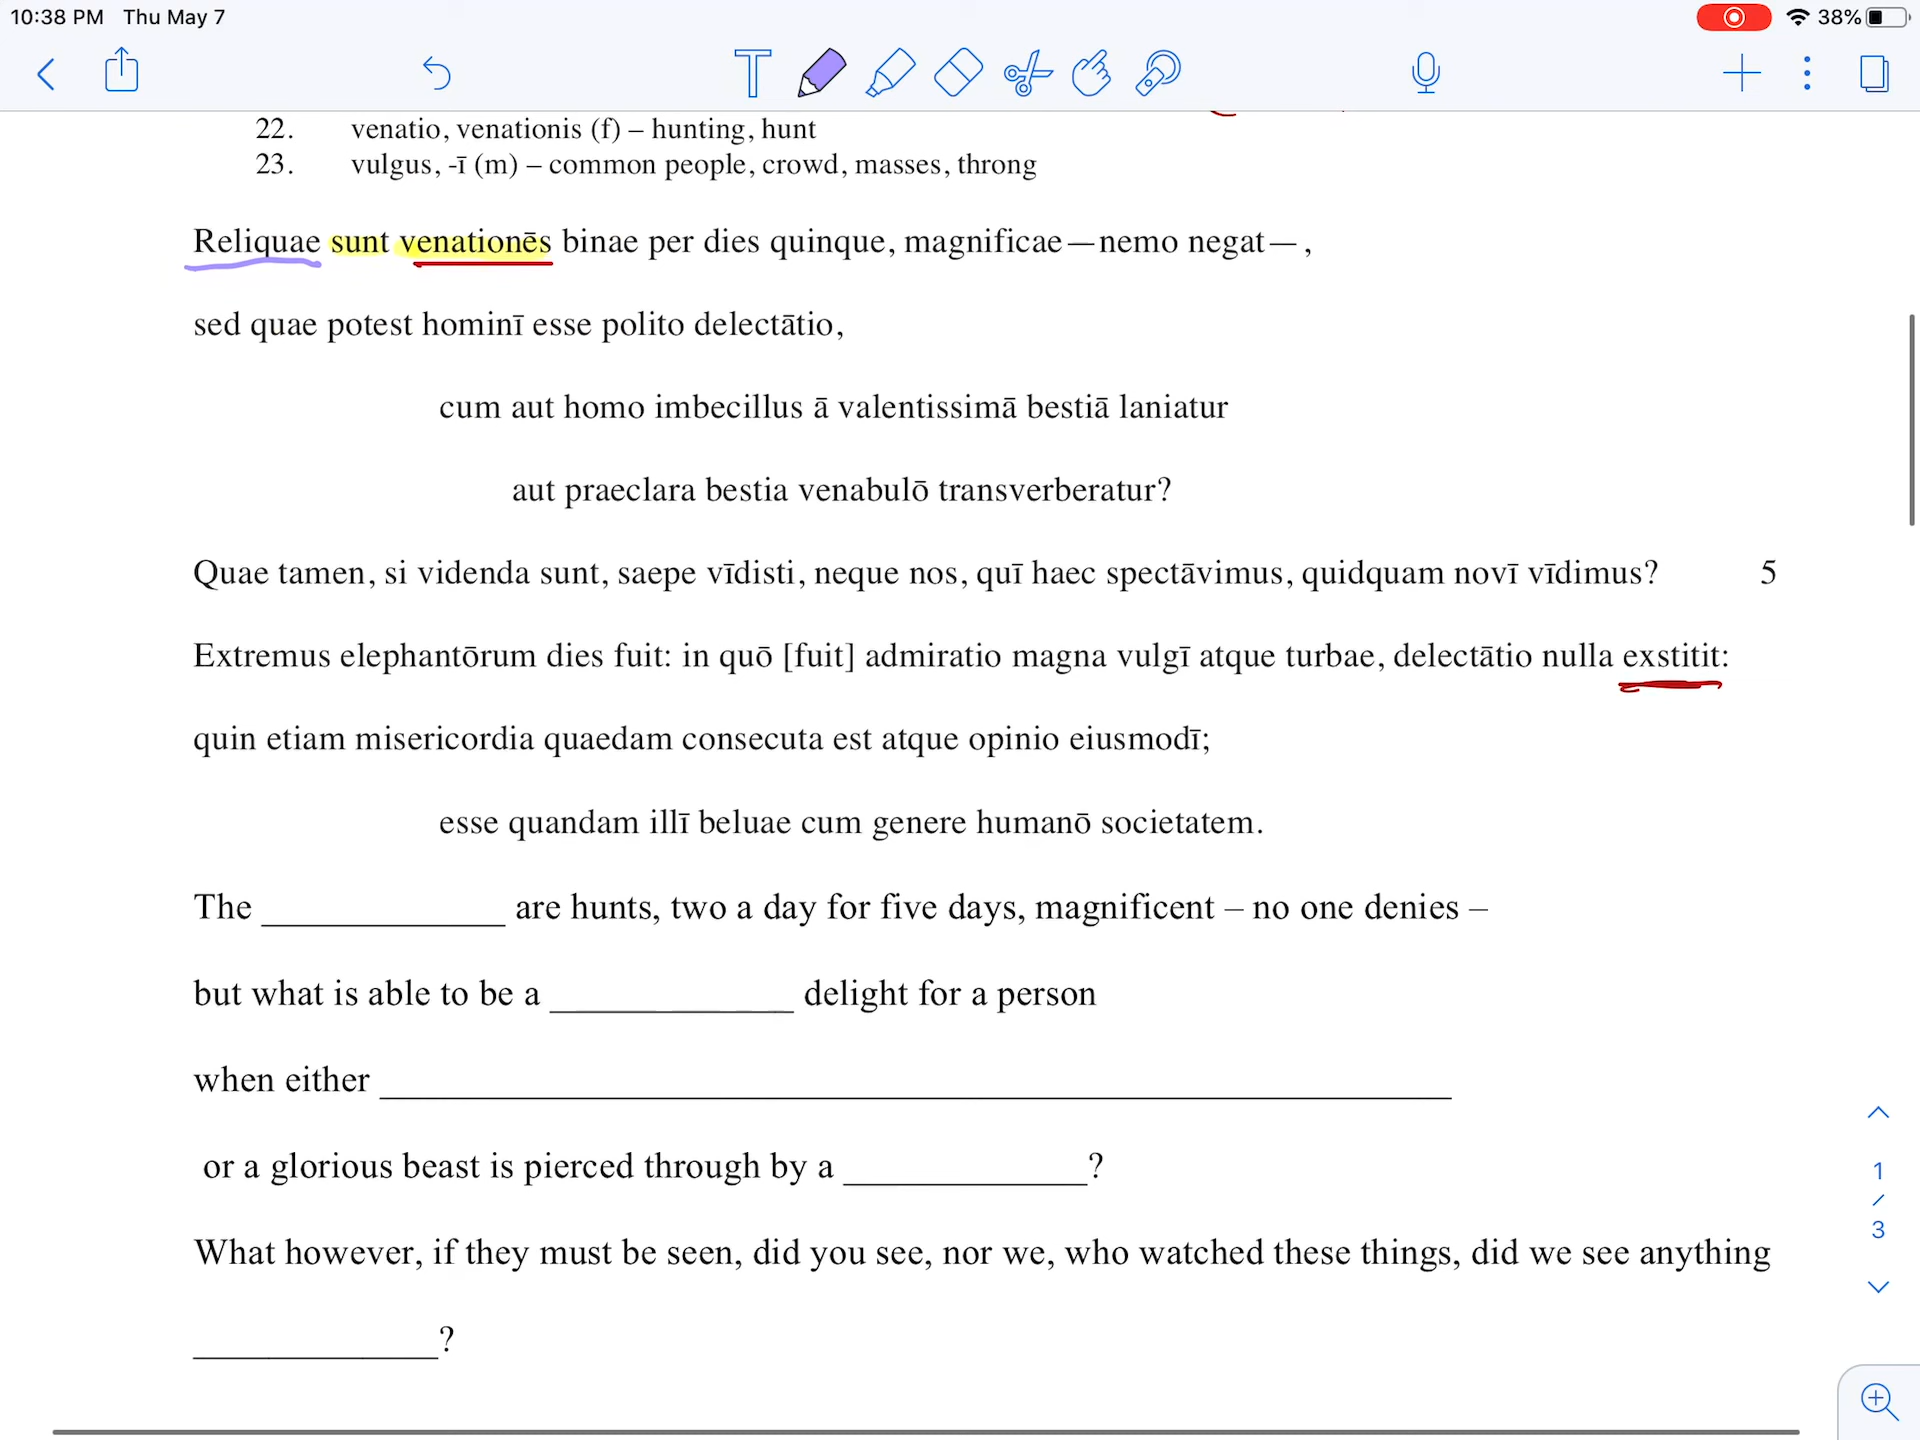 10:38 PM Thu May 7 38%
22. venatio, venationis (f) – hunting, hunt
23. vulgus, -ī (m) – common people, crowd, masses, throng
Reliquae sunt venationēs binae per dies quinque, magnificae—nemo negat—,
sed quae potest hominī esse polito delectātio,
cum aut homo imbecillus ā valentissimā bestiā laniatur
aut praeclara bestia venabulō transverberatur?
Quae tamen, si videnda sunt, saepe vīdisti, neque nos, quī haec spectāvimus, quidquam novī vīdimus? 5
Extremus elephantōrum dies fuit: in quō [fuit] admiratio magna vulgī atque turbae, delectātio nulla exstitit:
quin etiam misericordia quaedam consecuta est atque opinio eiusmodī;
esse quandam illī beluae cum genere humanō societatem.
The ______________ are hunts, two a day for five days, magnificent – no one denies –
but what is able to be a ______________ delight for a person
when either ______________
or a glorious beast is pierced through by a ______________?
What however, if they must be seen, did you see, nor we, who watched these things, did we see anything
______________?
1
/
3